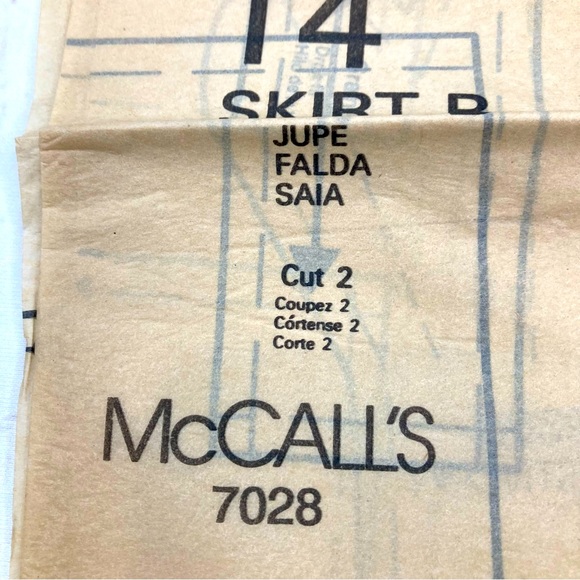 14
SKIRT B
JUPE
FALDA
SAIA
Cut 2
Coupez 2
Córtense 2
Corte 2
McCALL'S
7028